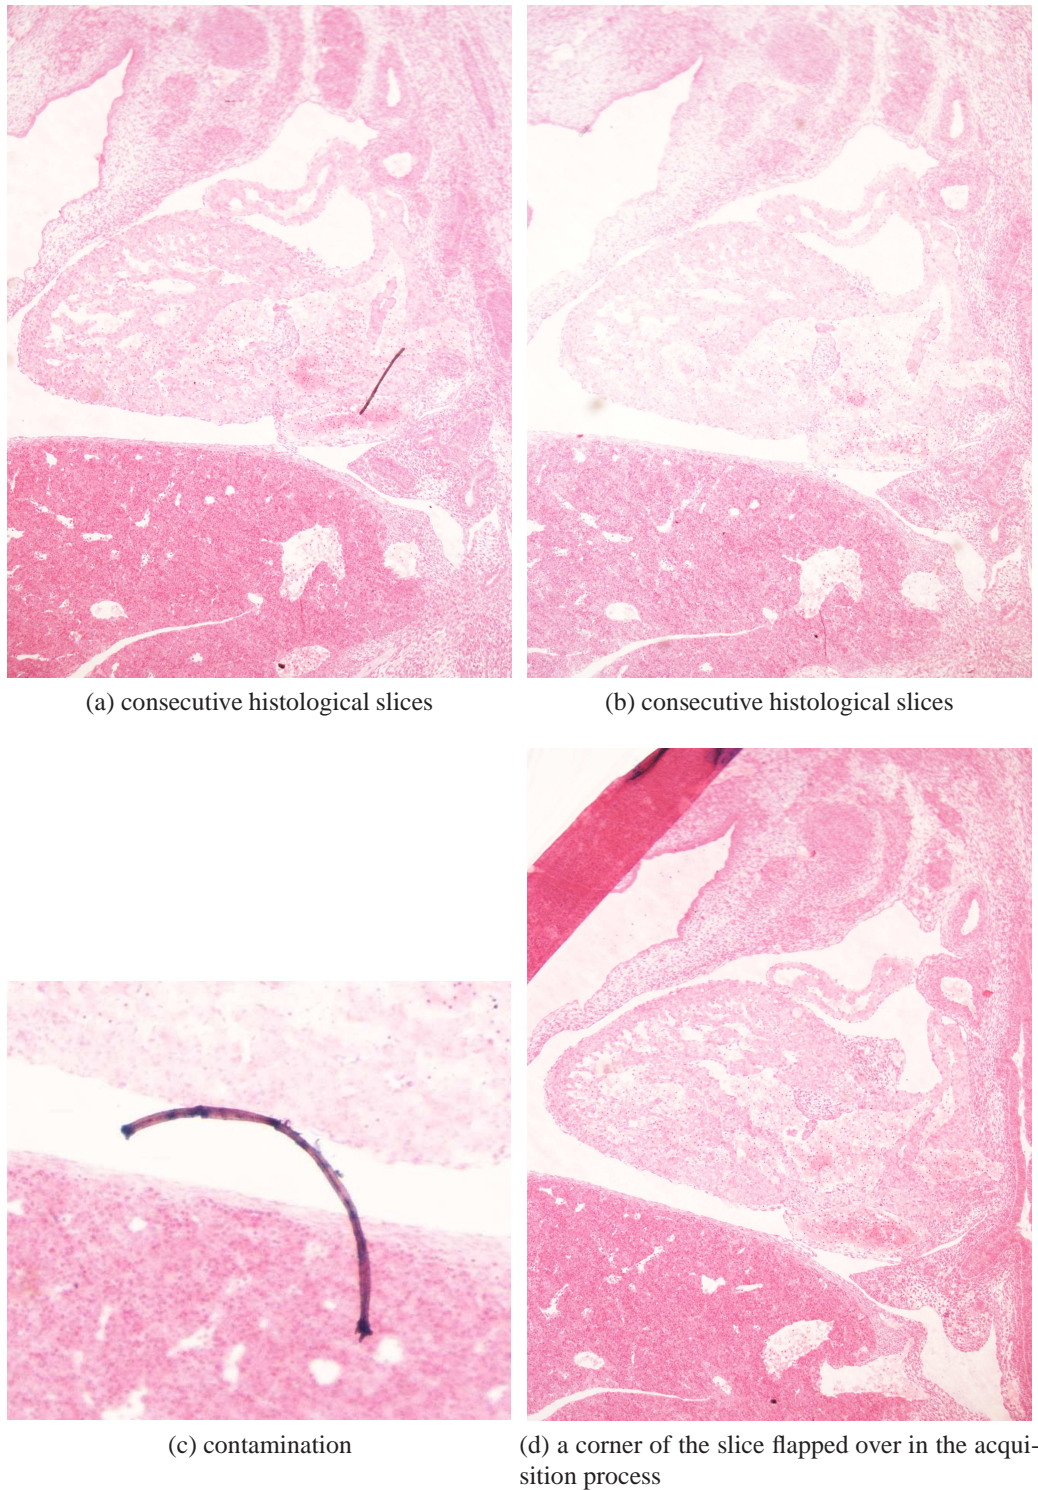 (a) consecutive histological slices
(b) consecutive histological slices
(c) contamination
(d) a corner of the slice flapped over in the acqui-
sition process